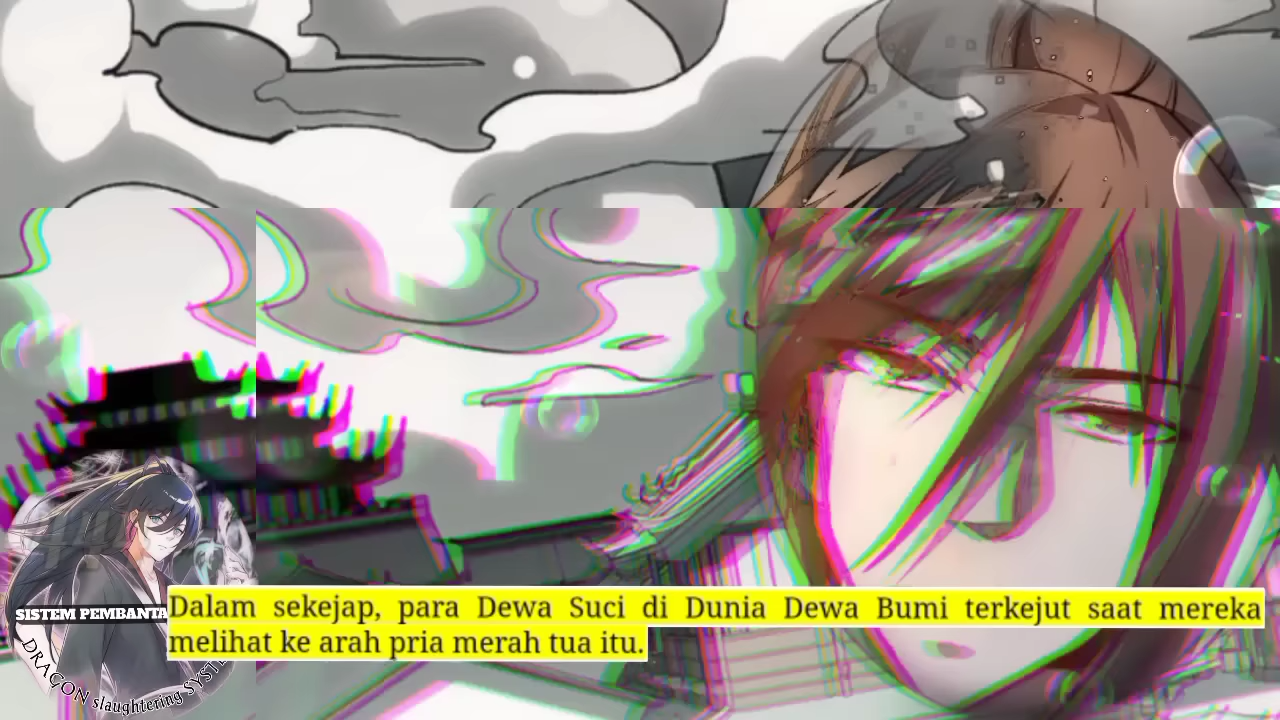 Dalam sekejap, para Dewa Suci di Dunia Dewa Bumi terkejut saat mereka
melihat ke arah pria merah tua itu.
SISTEM PEMBANTA
DRAGON slaughtering SYSTE